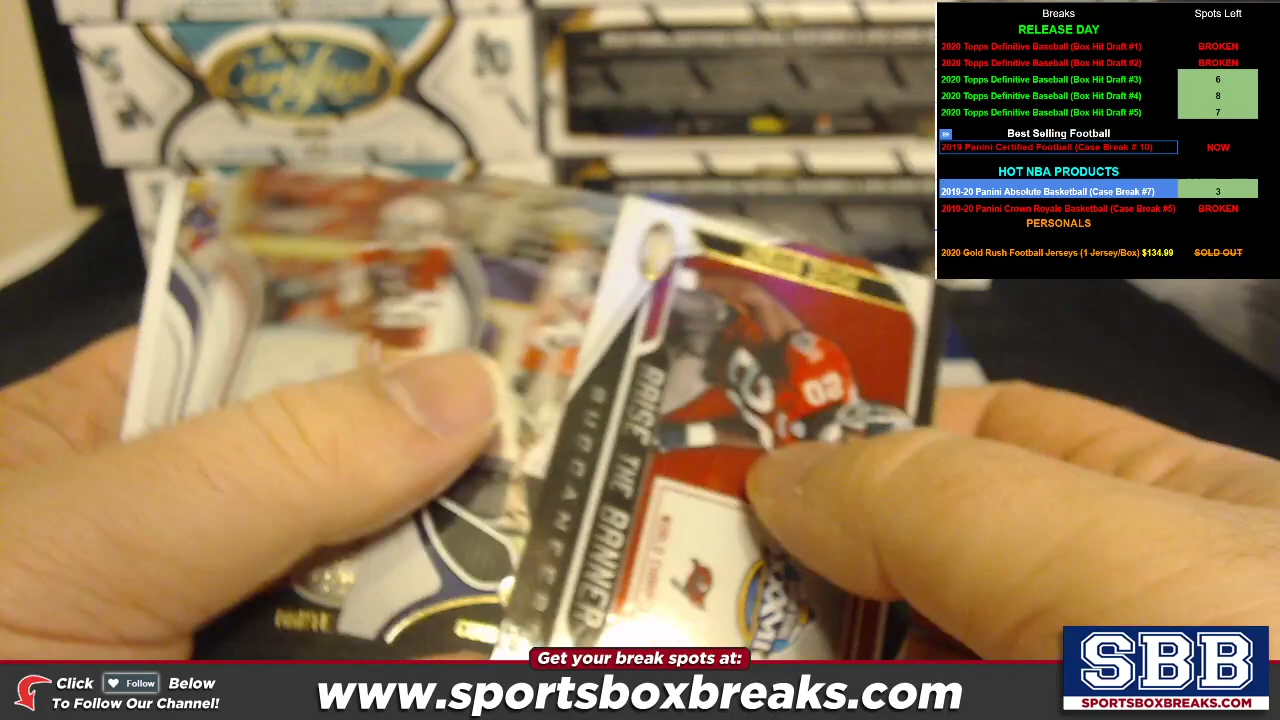 Breaks Spots Left
RELEASE DAY
2020 Topps Definitive Baseball (Box Hit Draft #1) BROKEN
2020 Topps Definitive Baseball (Box Hit Draft #2) BROKEN
2020 Topps Definitive Baseball (Box Hit Draft #3) 6
2020 Topps Definitive Baseball (Box Hit Draft #4) 8
2020 Topps Definitive Baseball (Box Hit Draft #5) 7
Best Selling Football
2019 Panini Certified Football (Case Break # 10) NOW
HOT NBA PRODUCTS
2019-20 Panini Absolute Basketball (Case Break #7) 3
2019-20 Panini Crown Royale Basketball (Case Break #5) BROKEN
PERSONALS
2020 Gold Rush Football Jerseys (1 Jersey/Box) $134.99 SOLD OUT
RAISE THE BANNER
BUCCANEERS
20
Get your break spots at:
Click Follow Below
To Follow Our Channel!
www.sportsboxbreaks.com
SBB
SPORTSBOXBREAKS.COM